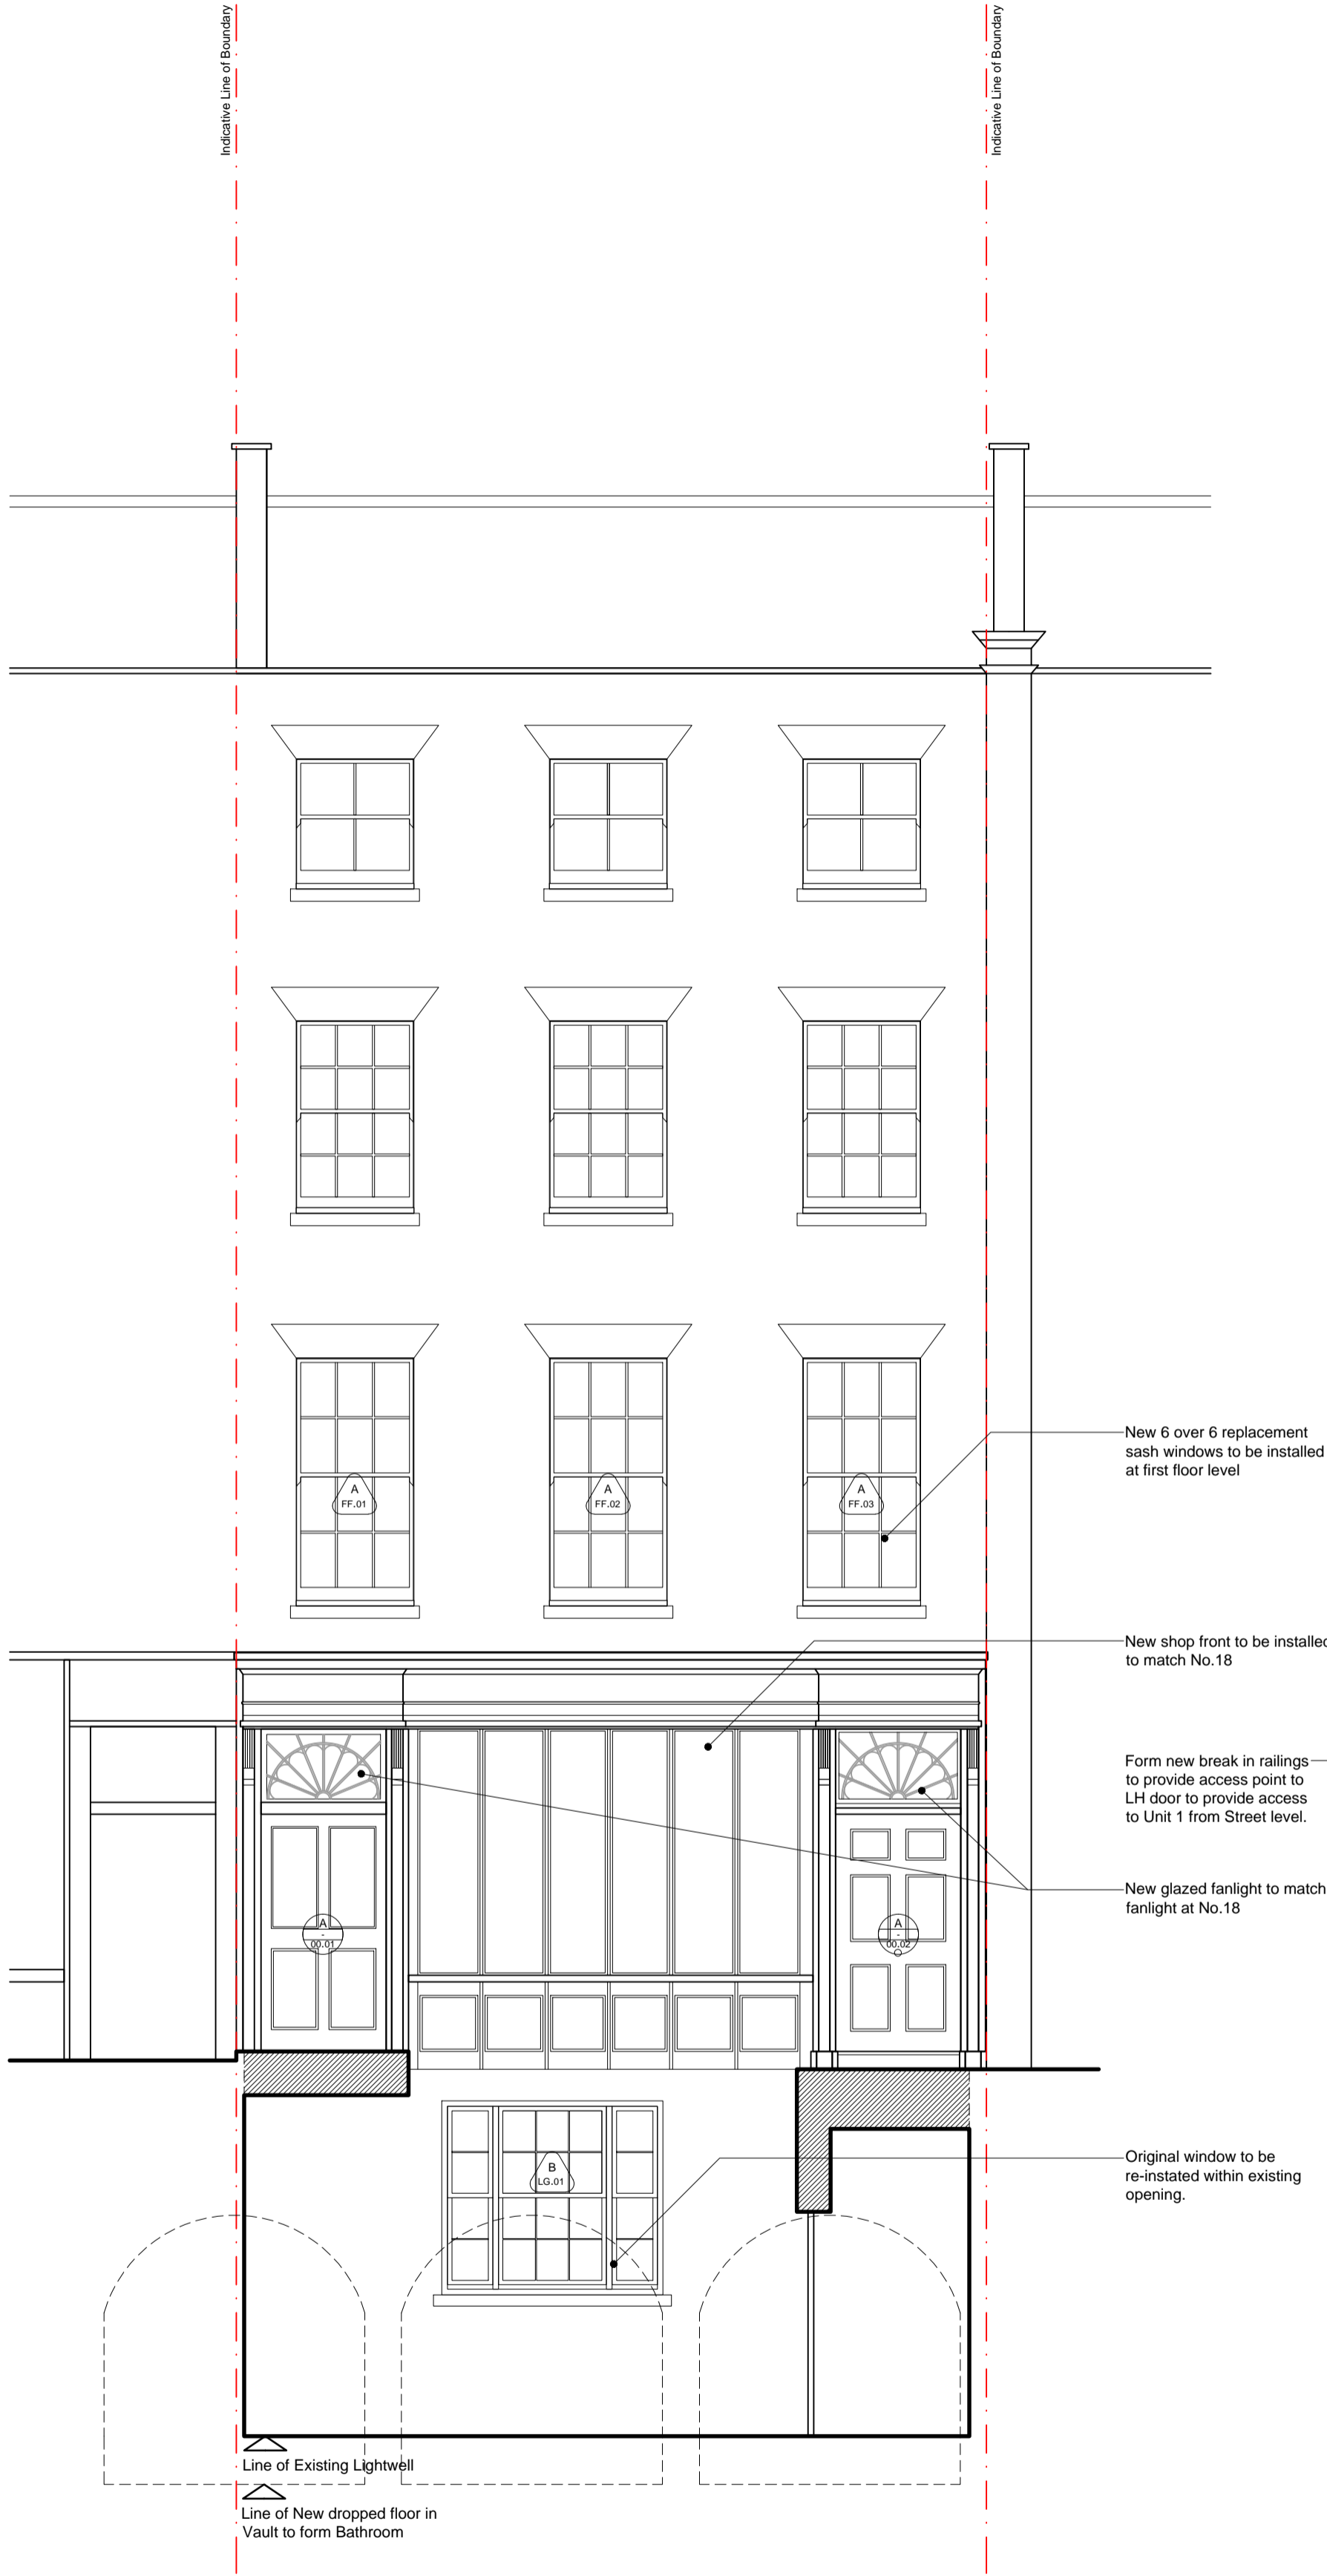 Indicative Line of Boundary
Indicative Line of Boundary
New 6 over 6 replacement
sash windows to be installed
at first floor level
A
FF.01
A
FF.02
A
FF.03
New shop front to be installed
to match No.18
Form new break in railings
to provide access point to
LH door to provide access
to Unit 1 from Street level.
New glazed fanlight to match
fanlight at No.18
A
-
00.01
A
-
00.02
Original window to be
re-instated within existing
opening.
B
LG.01
Line of Existing Lightwell
Line of New dropped floor in
Vault to form Bathroom